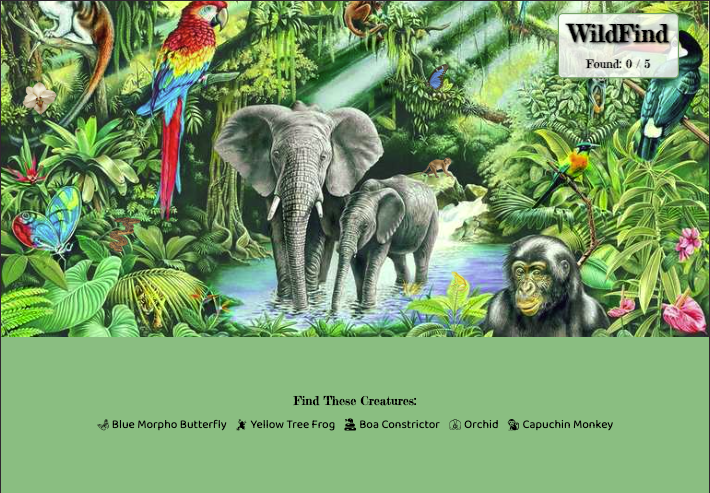 WildFind
Found: 0 / 5
Find These Creatures:
Blue Morpho Butterfly Yellow Tree Frog Boa Constrictor Orchid Capuchin Monkey